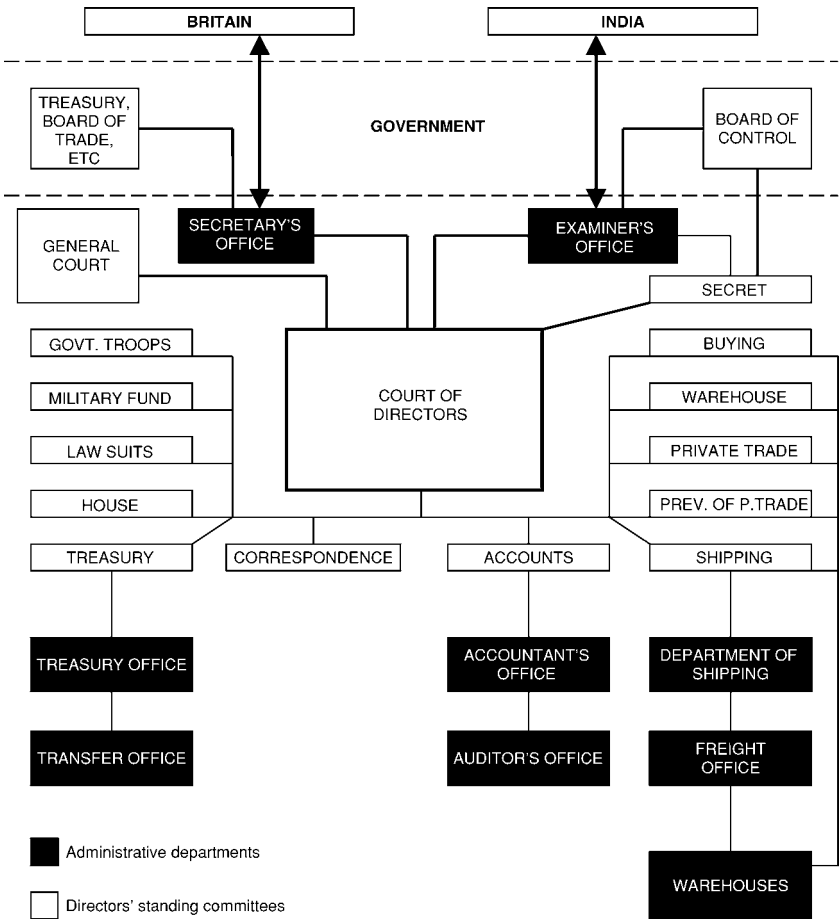 BRITAIN
INDIA
TREASURY,
BOARD OF
TRADE,
ETC
GOVERNMENT
BOARD OF
CONTROL
SECRETARY'S
OFFICE
EXAMINER'S
OFFICE
GENERAL
COURT
SECRET
GOVT. TROOPS
BUYING
COURT OF
DIRECTORS
MILITARY FUND
WAREHOUSE
LAW SUITS
PRIVATE TRADE
HOUSE
PREV. OF P.TRADE
TREASURY
CORRESPONDENCE
ACCOUNTS
SHIPPING
TREASURY OFFICE
ACCOUNTANT'S
OFFICE
DEPARTMENT OF
SHIPPING
TRANSFER OFFICE
AUDITOR'S OFFICE
FREIGHT
OFFICE
Administrative departments
WAREHOUSES
Directors' standing committees